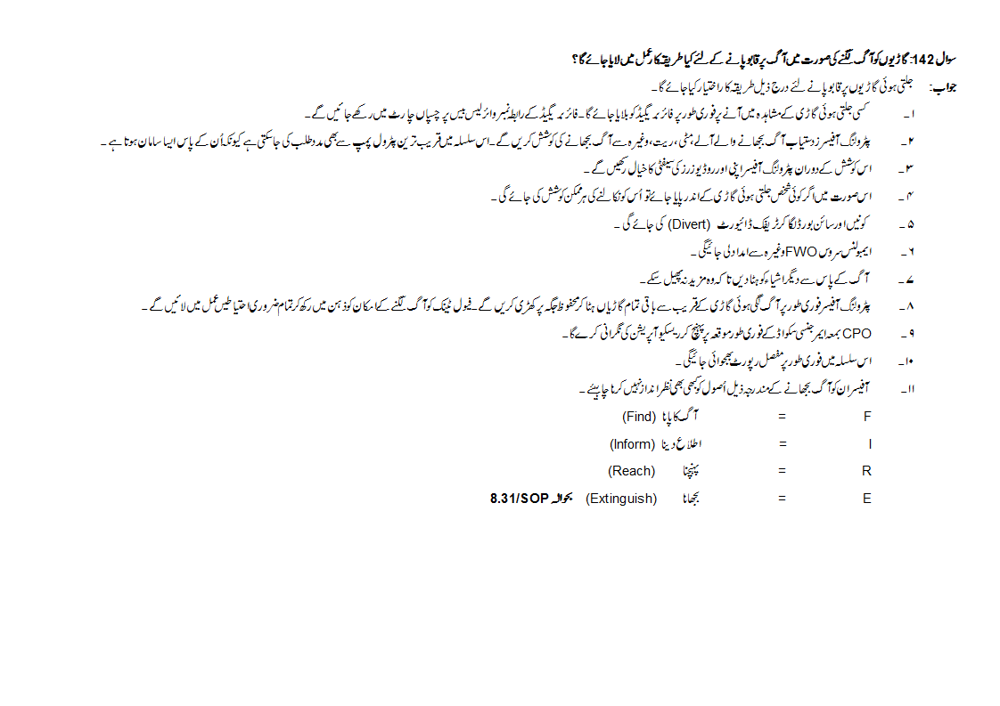 سوال 142: گاڑیوں کو آگ لگنے کی صورت میں آگ پر قابو پانے کے لئے کیا طریقہ کار عمل میں لایا جائے گا؟
جواب: جلتی ہوئی گاڑیوں پر قابو پانے لئے درج ذیل طریقہ کار اختیار کیا جائے گا۔
۱۔ کسی جلتی ہوئی گاڑی کے مشاہدہ میں آنے پر فوری طور پر فائر بریگیڈ کو بلایا جائے گا۔ فائر بریگیڈ کے رابطہ نمبر وائرلیس بیس پر چسپاں چارٹ میں رکھے جائیں گے۔
۲۔ پٹرولنگ آفیسرز دستیاب آگ بجھانے والے آلے، مٹی، ریت، وغیرہ سے آگ بجھانے کی کوشش کریں گے۔ اس سلسلہ میں قریب ترین پٹرول پمپ سے بھی مدد طلب کی جاسکتی ہے کیونکہ اُن کے پاس ایسا سامان ہوتا ہے۔
۳۔ اس کوشش کے دوران پٹرولنگ آفیسر اپنی اور روڈ یوزرز کی سیفٹی کا خیال رکھیں گے۔
۴۔ اس صورت میں اگر کوئی شخص جلتی ہوئی گاڑی کے اندر پایا جائے تو اُس کو نکالنے کی ہر ممکن کوشش کی جائے گی۔
۵۔ کونیں اور سائن بورڈ لگا کر ٹریفک ڈائیورٹ (Divert) کی جائے گی۔
۶۔ ایمبولنس سروس FWO وغیرہ سے امداد لی جائیگی۔
۷۔ آگ کے پاس سے دیگر اشیاء کو ہٹا دیں تاکہ وہ مزید نہ پھیل سکے۔
۸۔ پٹرولنگ آفیسر فوری طور پر آگ لگی ہوئی گاڑی کے قریب سے باقی تمام گاڑیاں ہٹا کر محفوظ جگہ پر کھڑی کریں گے۔ فیول ٹینک کو آگ لگنے کے امکان کو ذہن میں رکھ کر تمام ضروری احتیاطیں عمل میں لائیں گے۔
۹۔ CPO بمعہ ایمرجنسی سکواڈ کے فوری طور موقعہ پر پہنچ کر ریسکیو آپریشن کی نگرانی کرے گا۔
۱۰۔ اس سلسلہ میں فوری طور پر مفصل رپورٹ بھجوائی جائیگی۔
۱۱۔ آفیسران کو آگ بجھانے کے مندرجہ ذیل اُصول کو کبھی بھی نظر انداز نہیں کرنا چاہیئے۔
F = آگ کا پانا (Find)
I = اطلاع دینا (Inform)
R = پہنچنا (Reach)
E = بجھانا (Extinguish) بحوالہ 8.31/SOP